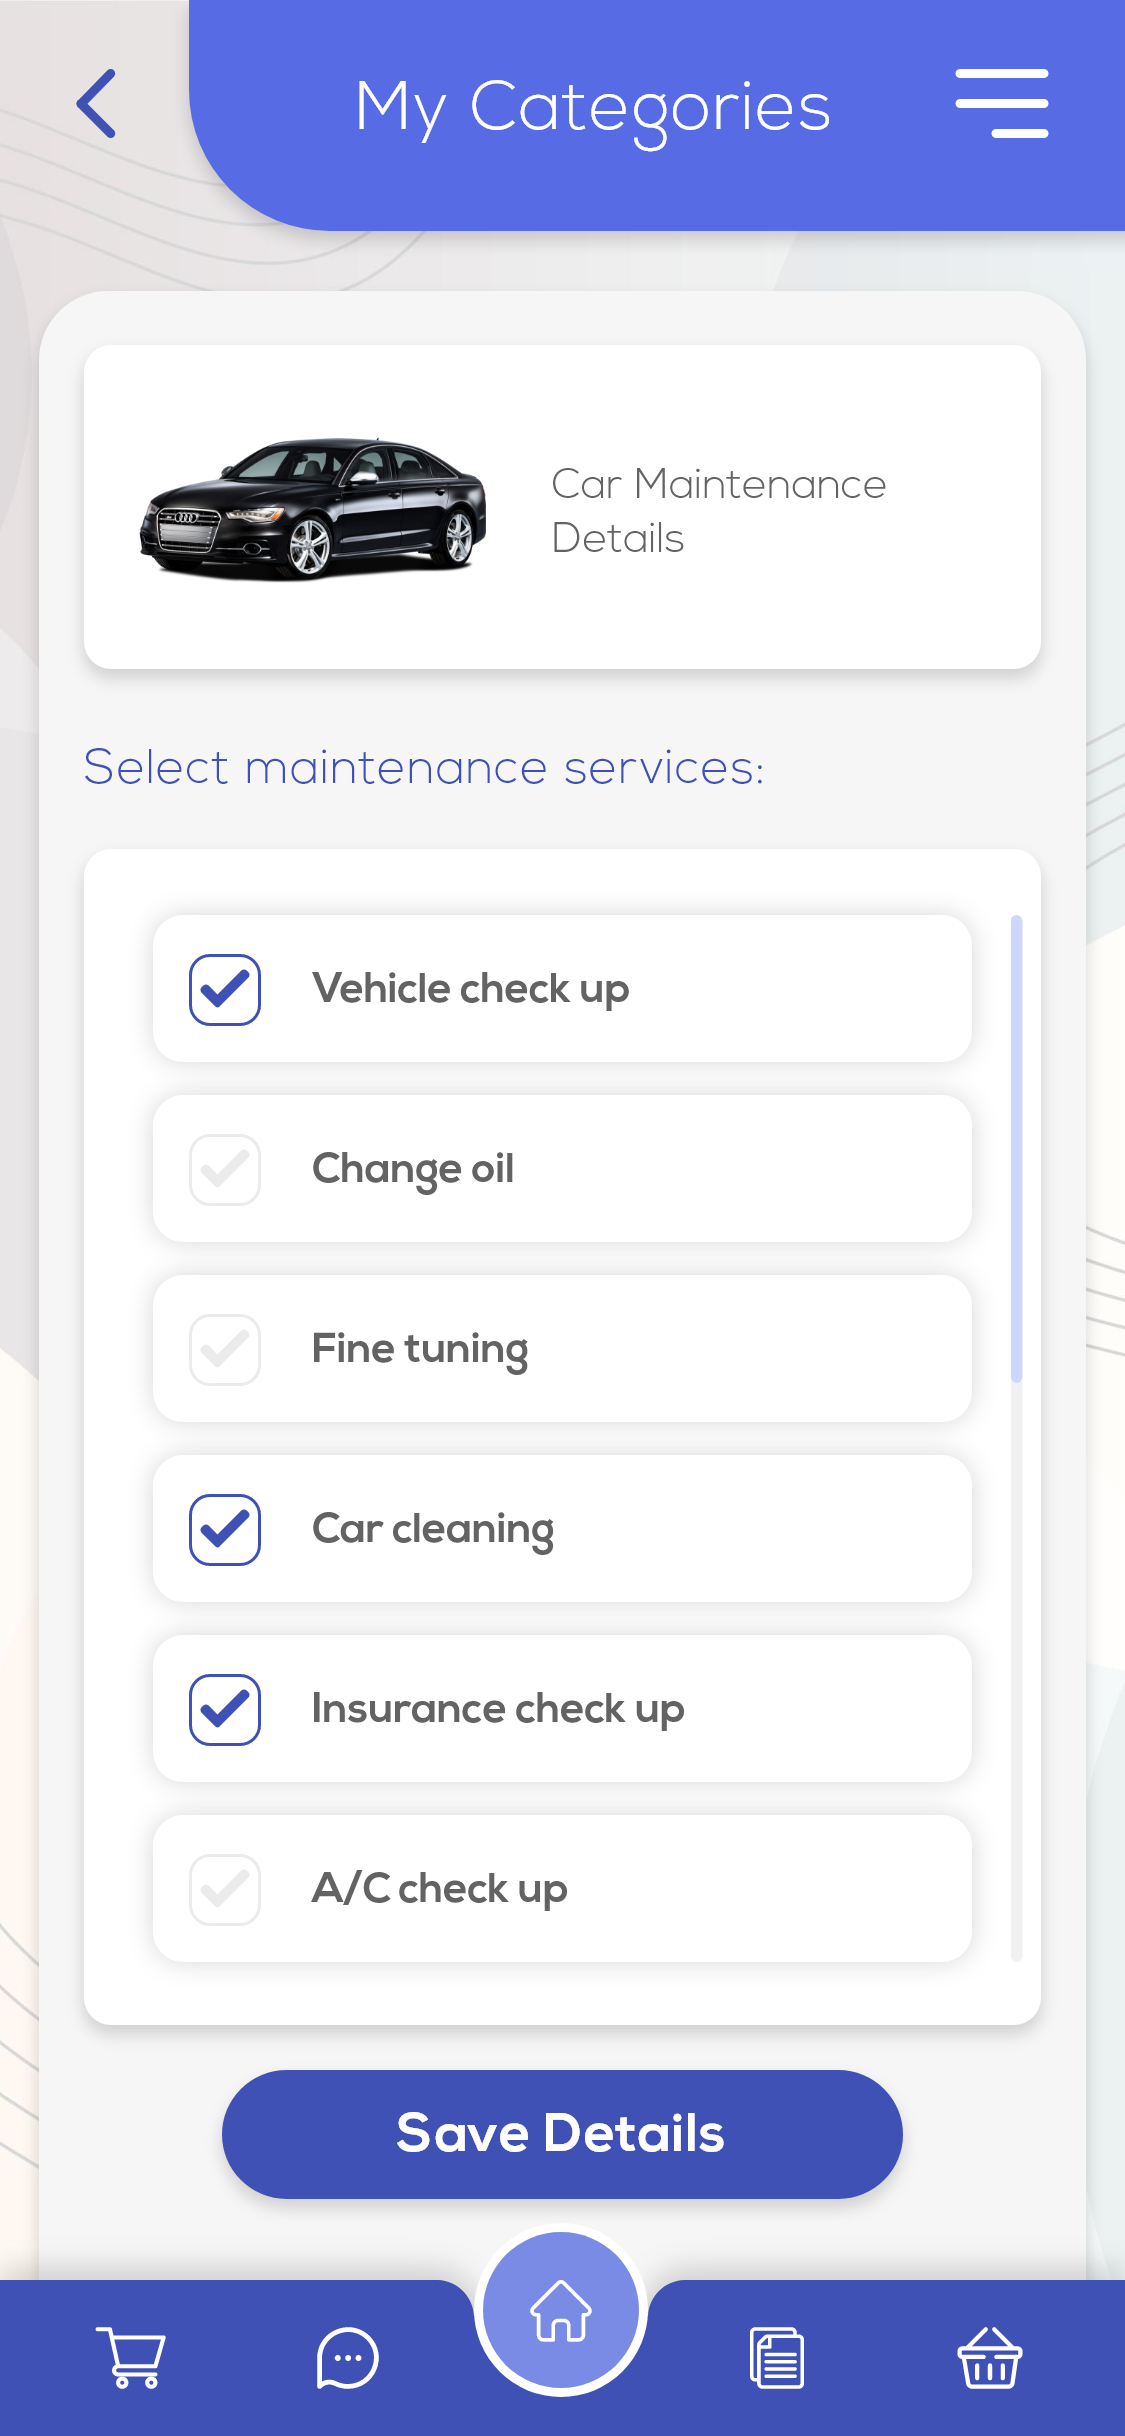 My Categories
Car Maintenance
Details
Select maintenance services:
Vehicle check up
Change oil
Fine tuning
Car cleaning
Insurance check up
A/C check up
Save Details